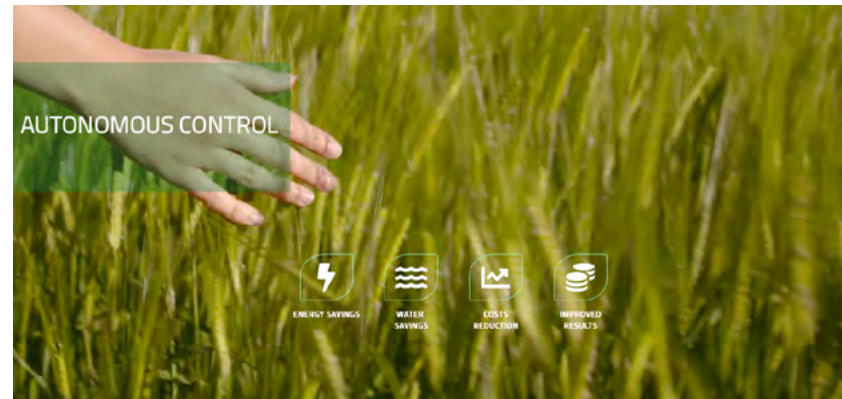 AUTONOMOUS CONTROL
ENERGY SAVINGS
WATER
SAVINGS
COSTS
REDUCTION
IMPROVED
RESULTS